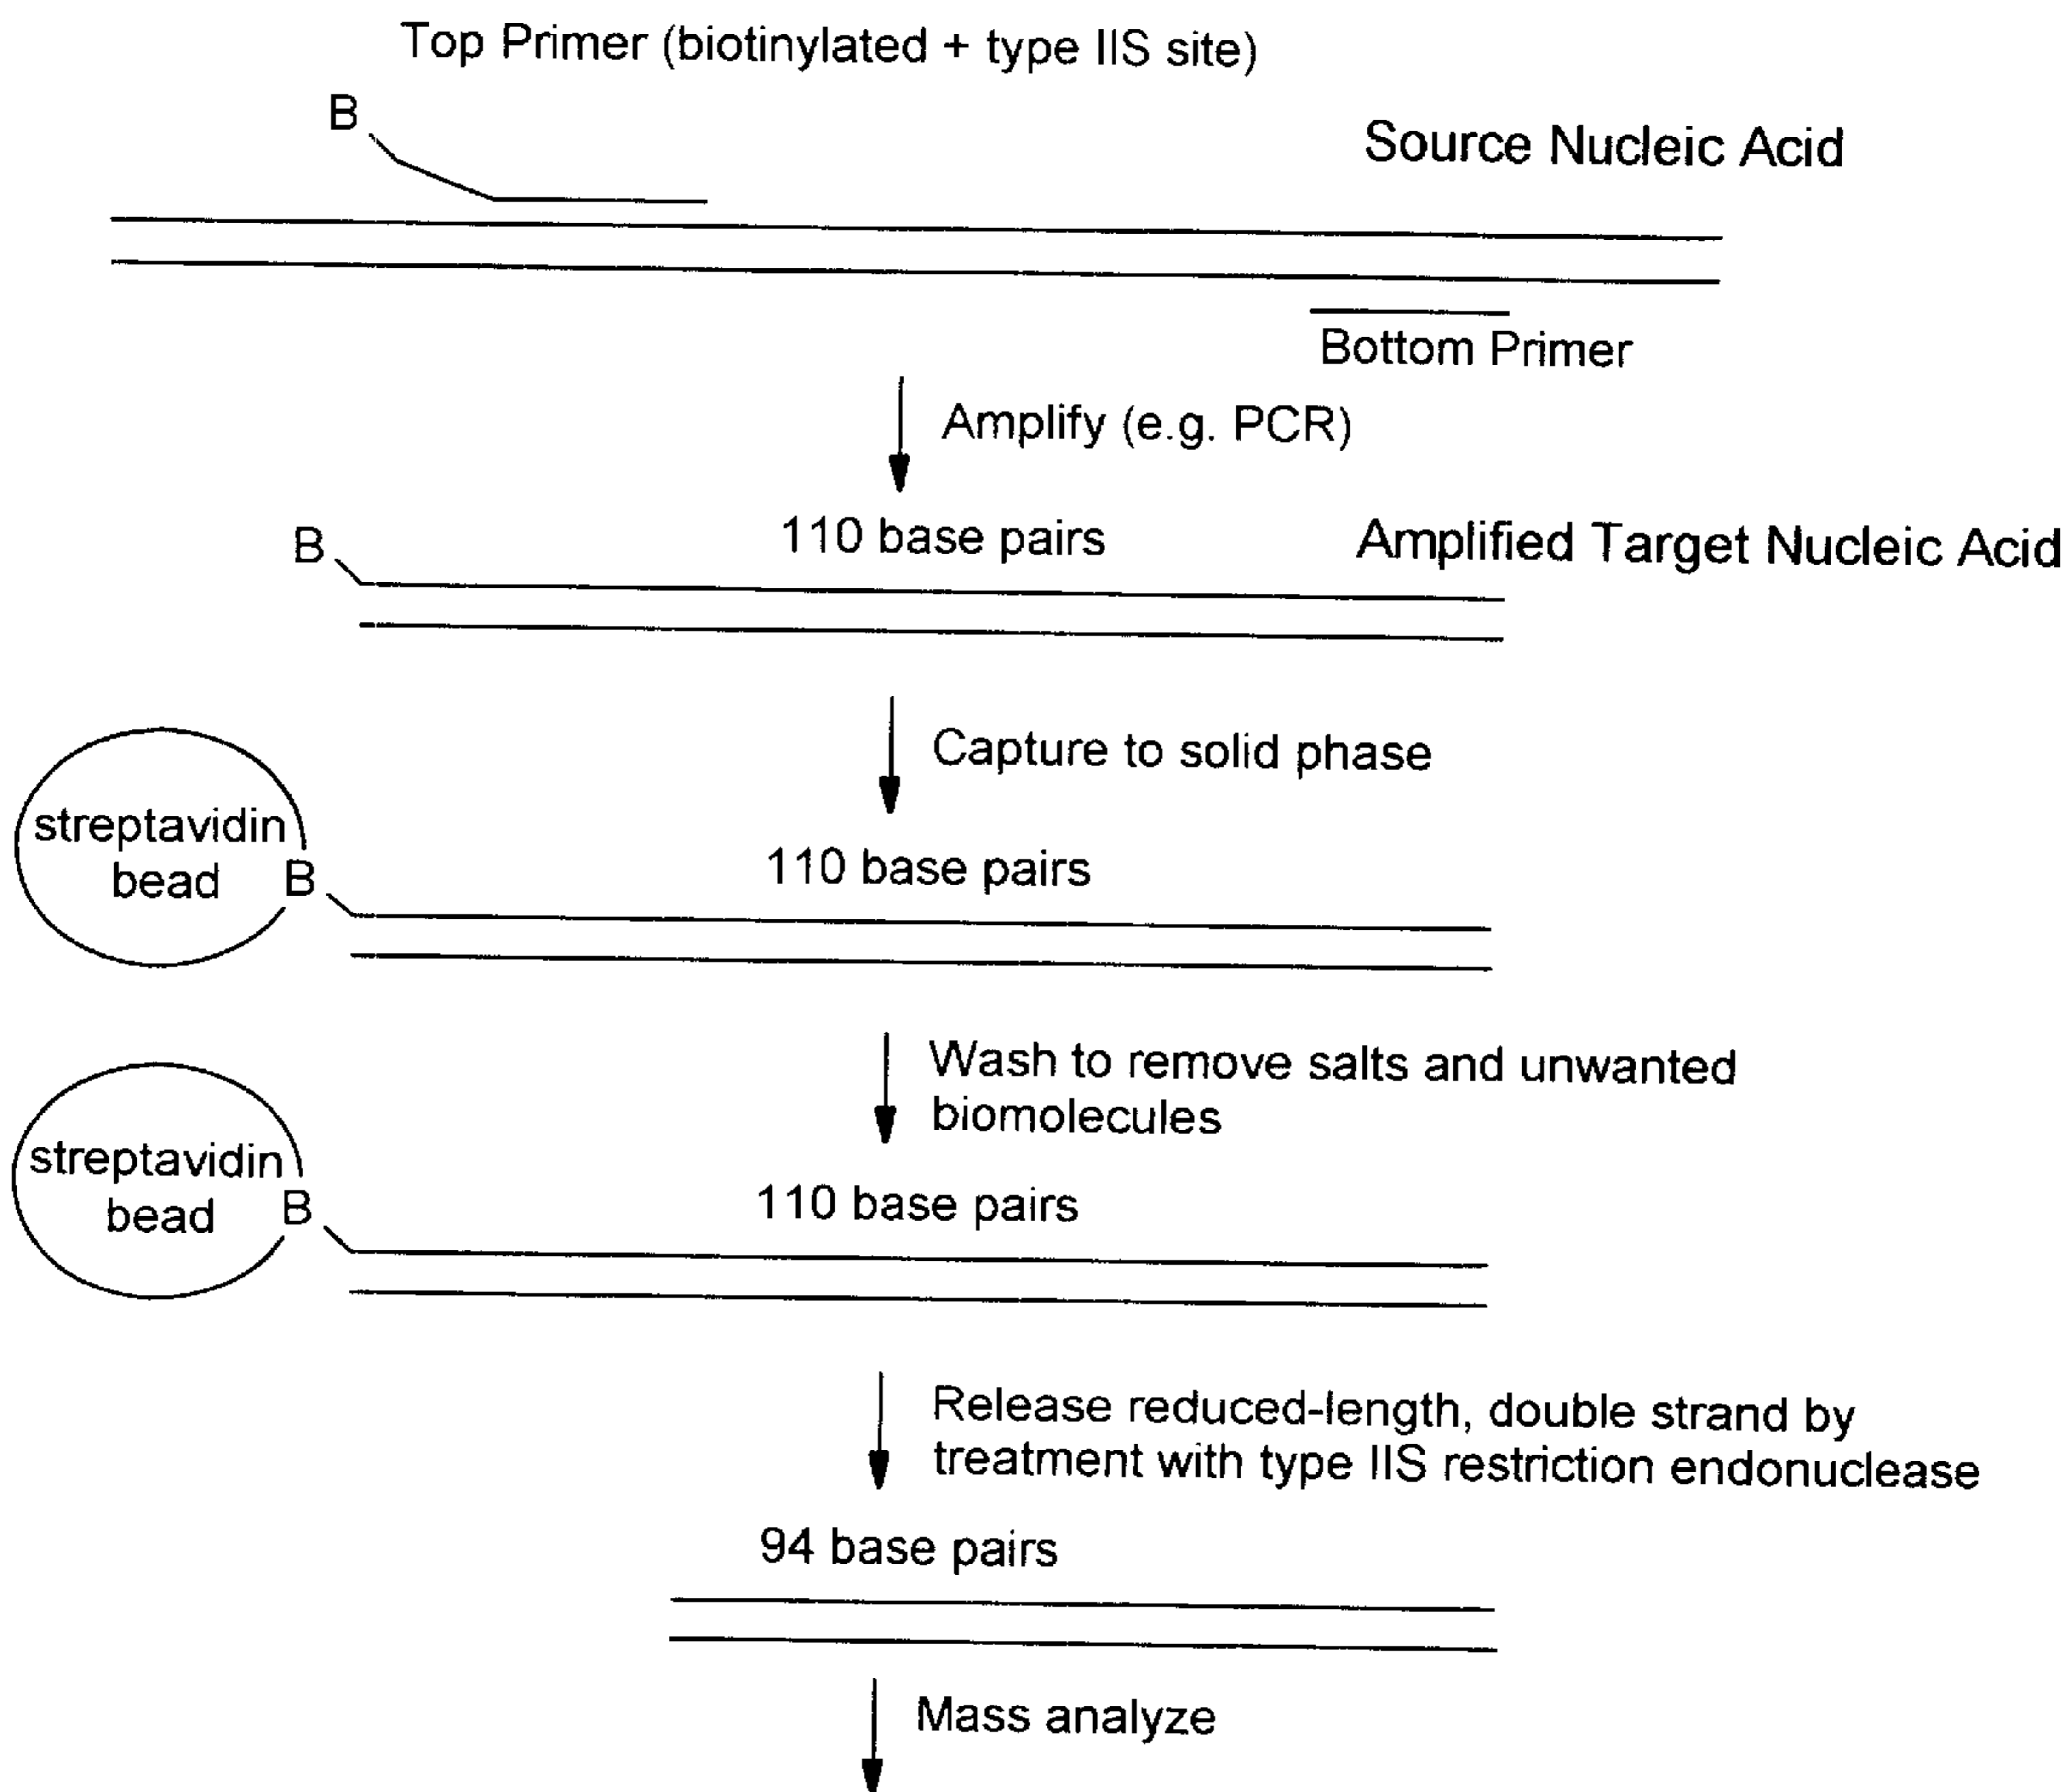 Top Primer (biotinylated + type IIS site)
B
Source Nucleic Acid
Bottom Primer
Amplify (e.g. PCR)
110 base pairs
Amplified Target Nucleic Acid
B
Capture to solid phase
streptavidin
bead
B
110 base pairs
Wash to remove salts and unwanted
biomolecules
streptavidin
bead
B
110 base pairs
Release reduced-length, double strand by
treatment with type IIS restriction endonuclease
94 base pairs
Mass analyze